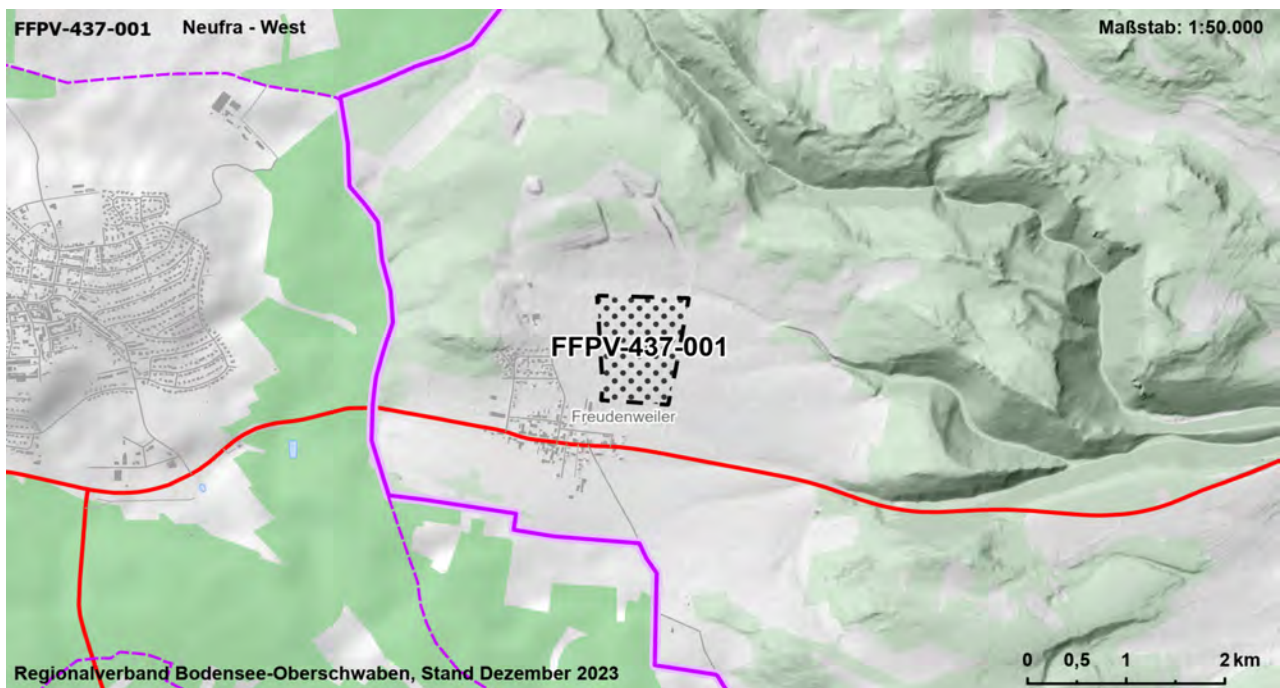 FFPV-437-001 Neufra - West Maßstab: 1:50.000
FFPV-437-001
Freudenweiler
Regionalverband Bodensee-Oberschwaben, Stand Dezember 2023 0 0,5 1 2 km